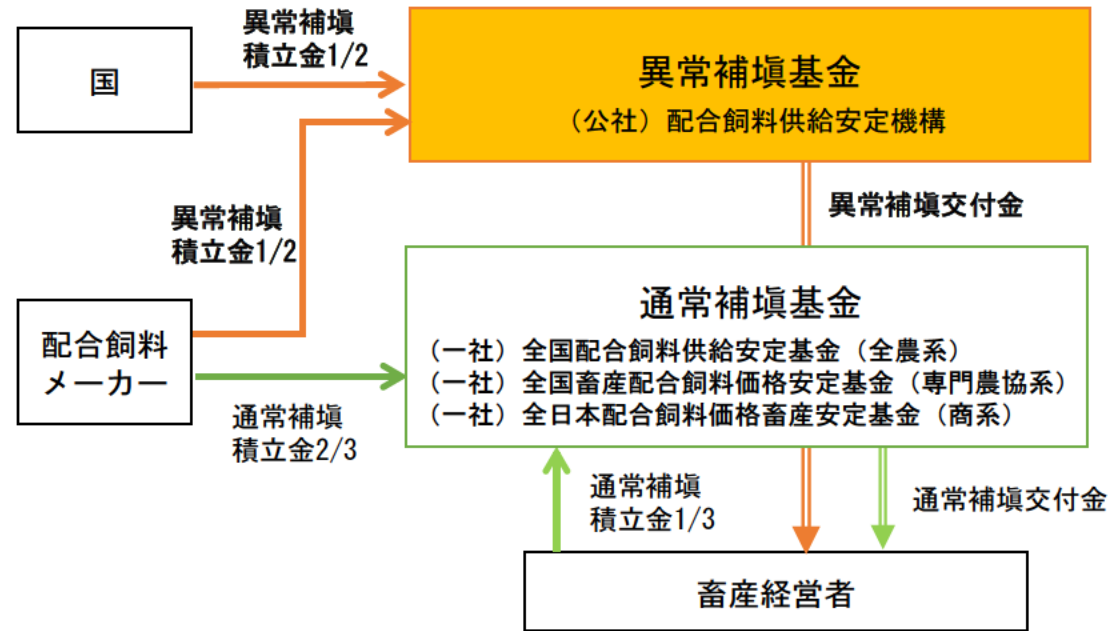 異常補塡
積立金1/2
国
異常補塡基金
（公社）配合飼料供給安定機構
異常補塡
積立金1/2
異常補塡交付金
配合飼料
メーカー
通常補塡基金
（一社）全国配合飼料供給安定基金（全農系）
（一社）全国畜産配合飼料価格安定基金（専門農協系）
（一社）全日本配合飼料価格畜産安定基金（商系）
通常補塡
積立金2/3
通常補塡
積立金1/3
通常補塡交付金
畜産経営者